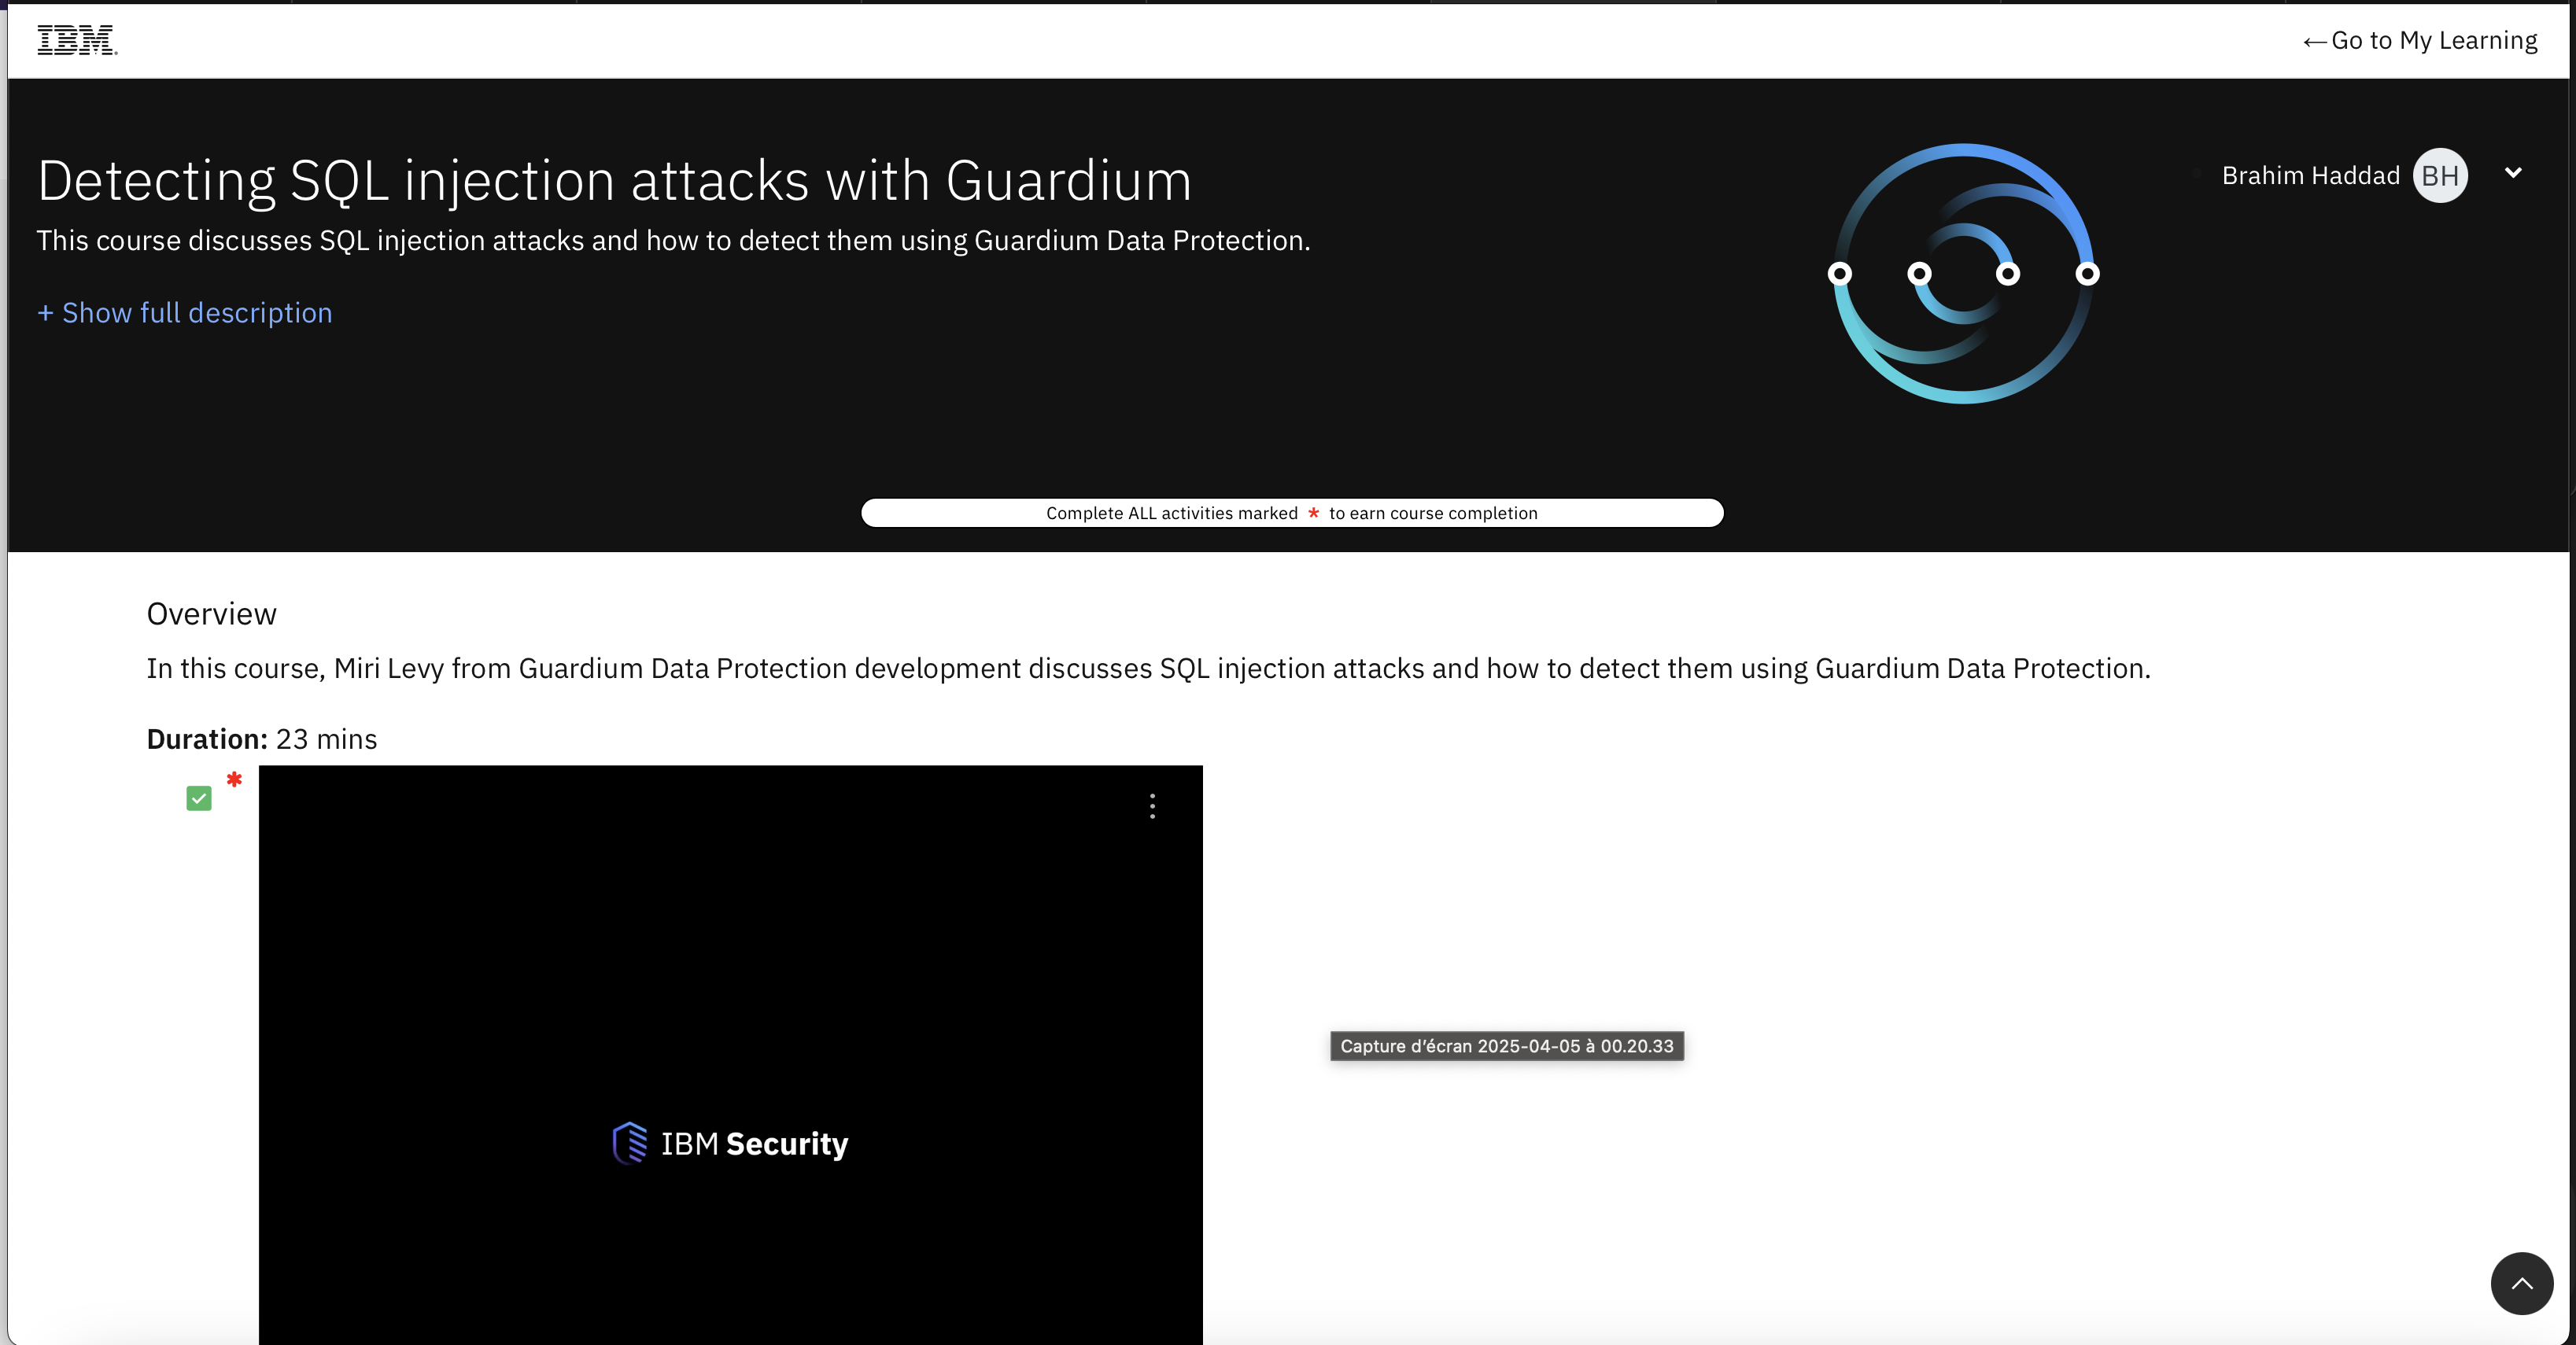 IBM
←Go to My Learning
Detecting SQL injection attacks with Guardium
Brahim Haddad BH
This course discusses SQL injection attacks and how to detect them using Guardium Data Protection.
+ Show full description
Complete ALL activities marked * to earn course completion
Overview
In this course, Miri Levy from Guardium Data Protection development discusses SQL injection attacks and how to detect them using Guardium Data Protection.
Duration: 23 mins
*
Capture d’écran 2025-04-05 à 00.20.33
IBM Security